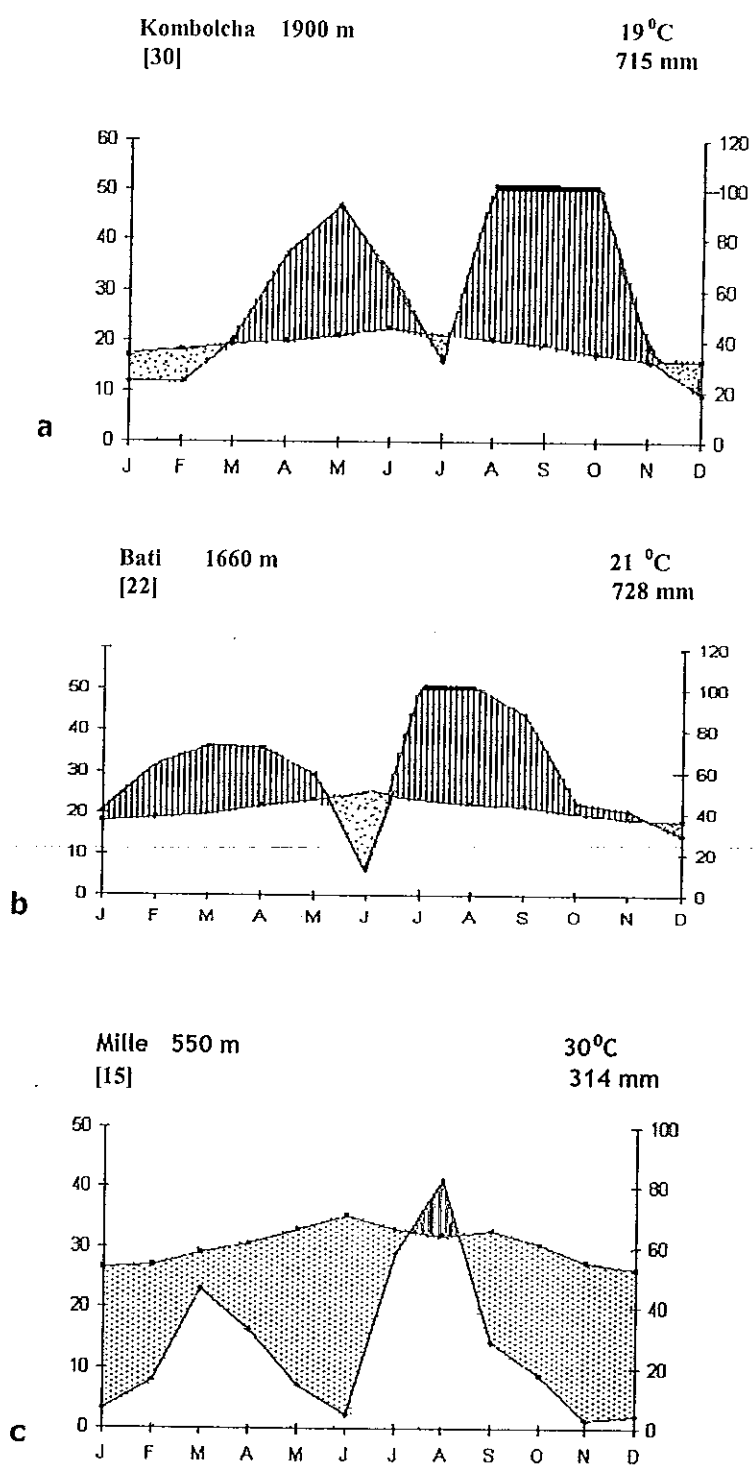 Kombolcha 1900 m 19⁰C
[30] 715 mm
60 120
50 100
40 80
30 60
20 40
10 20
0 0
a
J F M A M J J A S O N D
Bati 1660 m 21 ⁰C
[22] 728 mm
120
50 100
40 80
30 60
20 40
10 20
0 0
b
J F M A M J J A S O N D
Mille 550 m 30⁰C
[15] 314 mm
50 100
40 80
30 60
20 40
10 20
0 0
c
J F M A M J J A S O N D